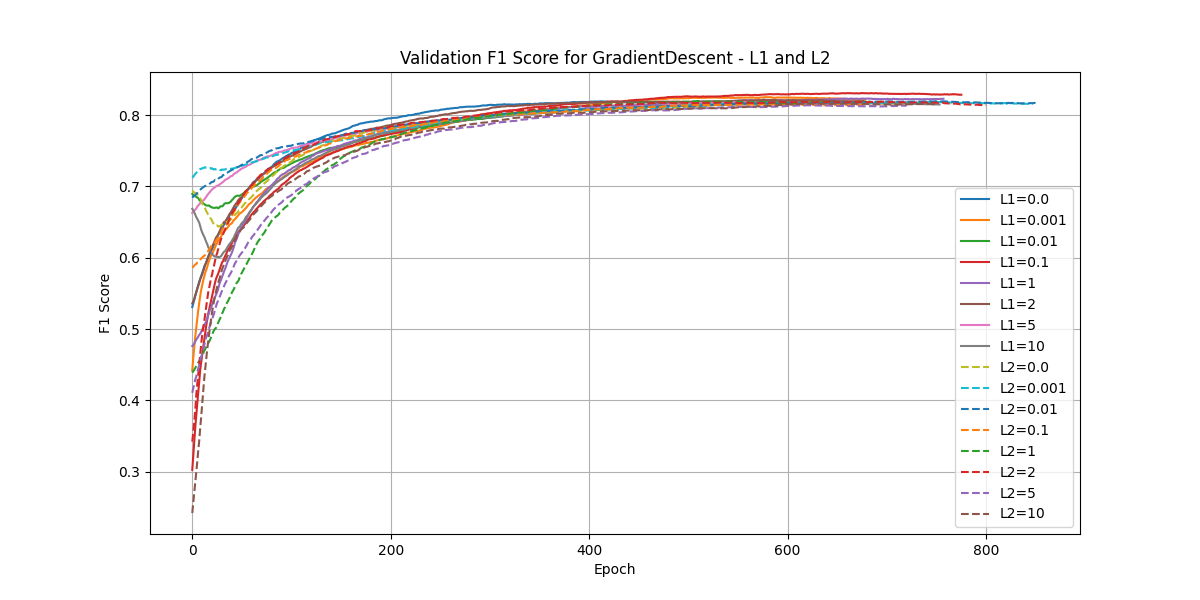 Validation F1 Score for GradientDescent - L1 and L2
F1 Score
0.8
0.7
0.6
0.5
0.4
0.3
0
200
400
600
800
Epoch
L1=0.0
L1=0.001
L1=0.01
L1=0.1
L1=1
L1=2
L1=5
L1=10
L2=0.0
L2=0.001
L2=0.01
L2=0.1
L2=1
L2=2
L2=5
L2=10